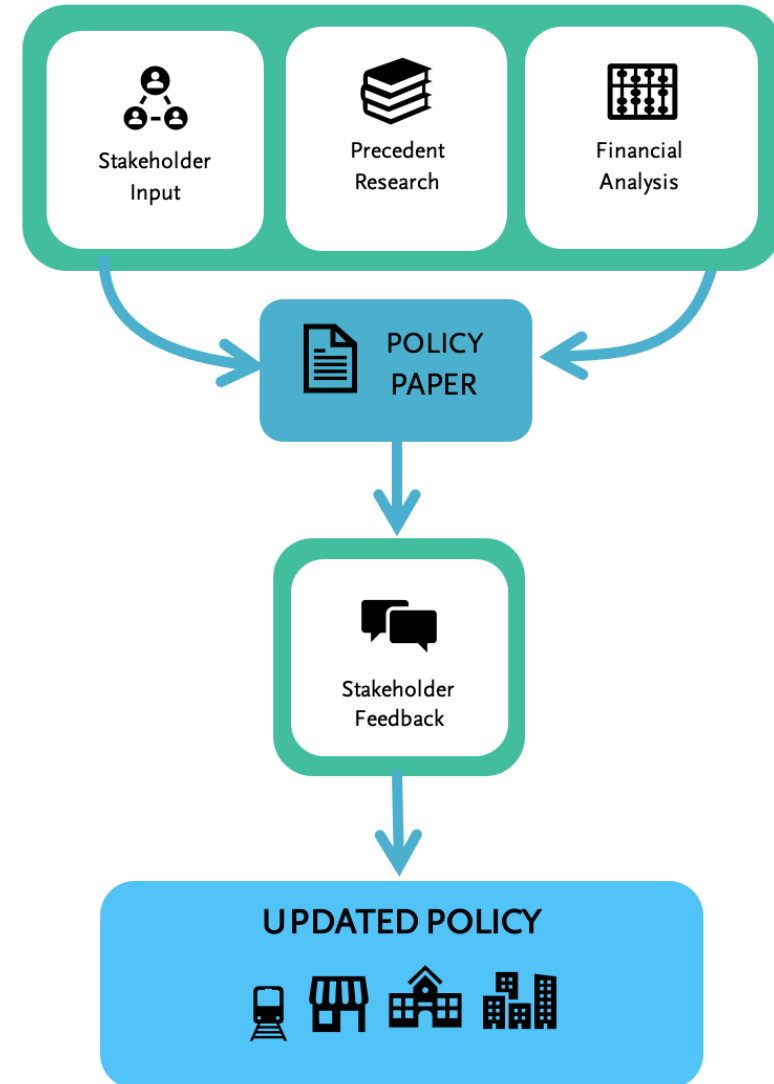 Stakeholder
Input
Precedent
Research
Financial
Analysis
POLICY
PAPER
Stakeholder
Feedback
UPDATED POLICY